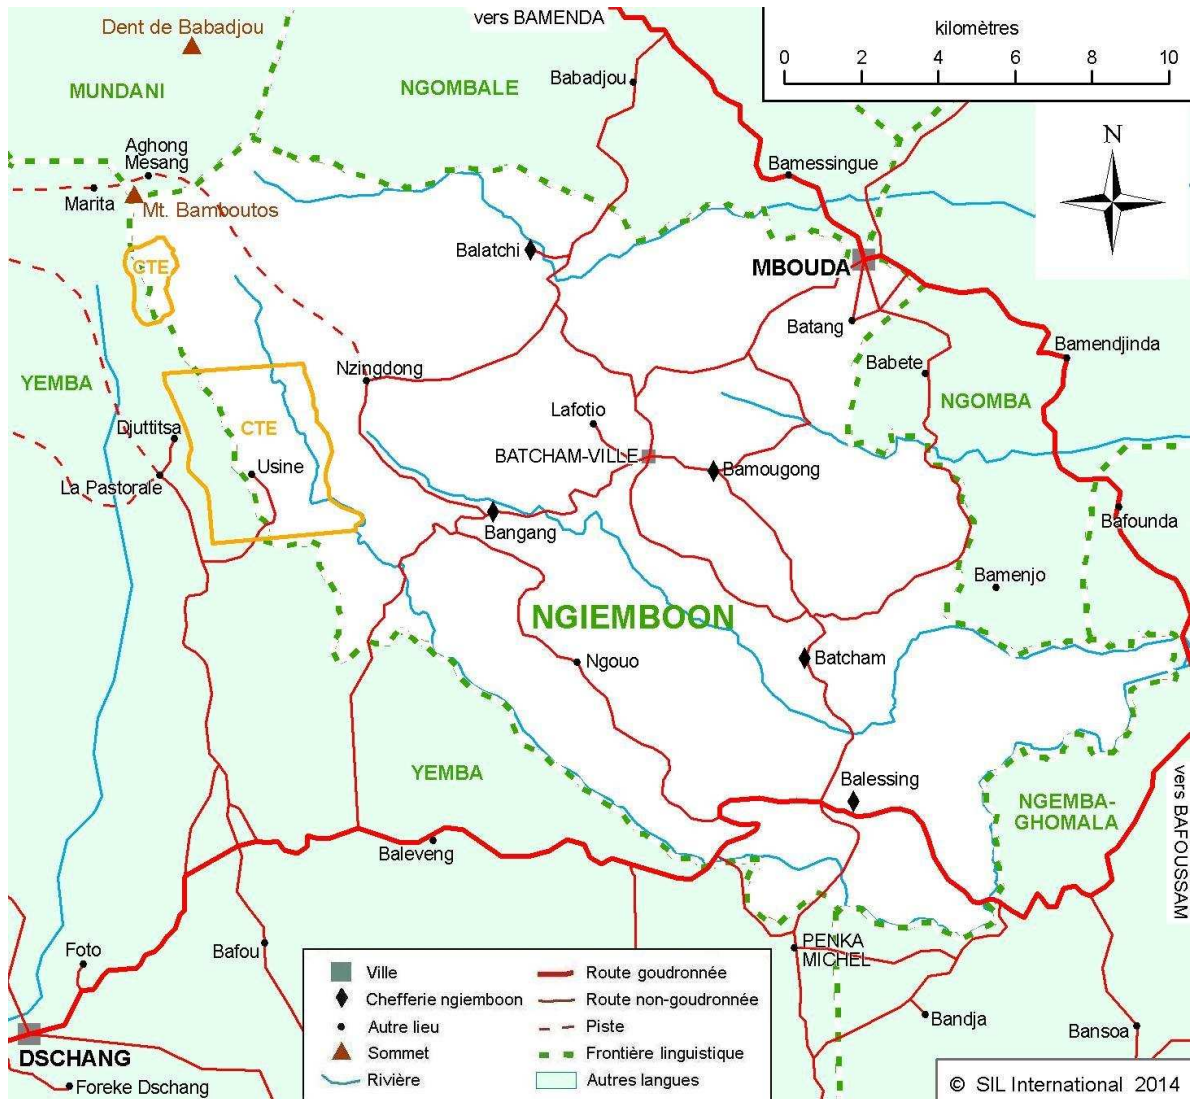 vers BAMENDA
Dent de Babadjou
kilomètres
0 2 4 6 8 10
Babadjou
MUNDANI
NGOMBALE
N
Aghong
Mesang
Bamessingue
Marita
Mt. Bamboutos
Balatchi
CTE
MBOUDA
Batang
Bamendjinda
Babete
Nzingdong
YEMBA
NGOMBA
Lafotio
Djuttitsa
CTE
BATCHAM-VILLE
Usine
Bamougong
La Pastorale
Bafounda
Bangang
Bamenjo
NGIEMBOON
Batcham
Ngouo
YEMBA
Balessing
NGEMBA-
GHOMALA
vers BAFOUSSAM
Baleveng
Foto
Bafou
PENKA
MICHEL
Bandja
Bansoa
DSCHANG
Foreke Dschang
Ville
Chefferie ngiemboon
Autre lieu
Sommet
Rivière
Route goudronnée
Route non-goudronnée
Piste
Frontière linguistique
Autres langues
© SIL International 2014